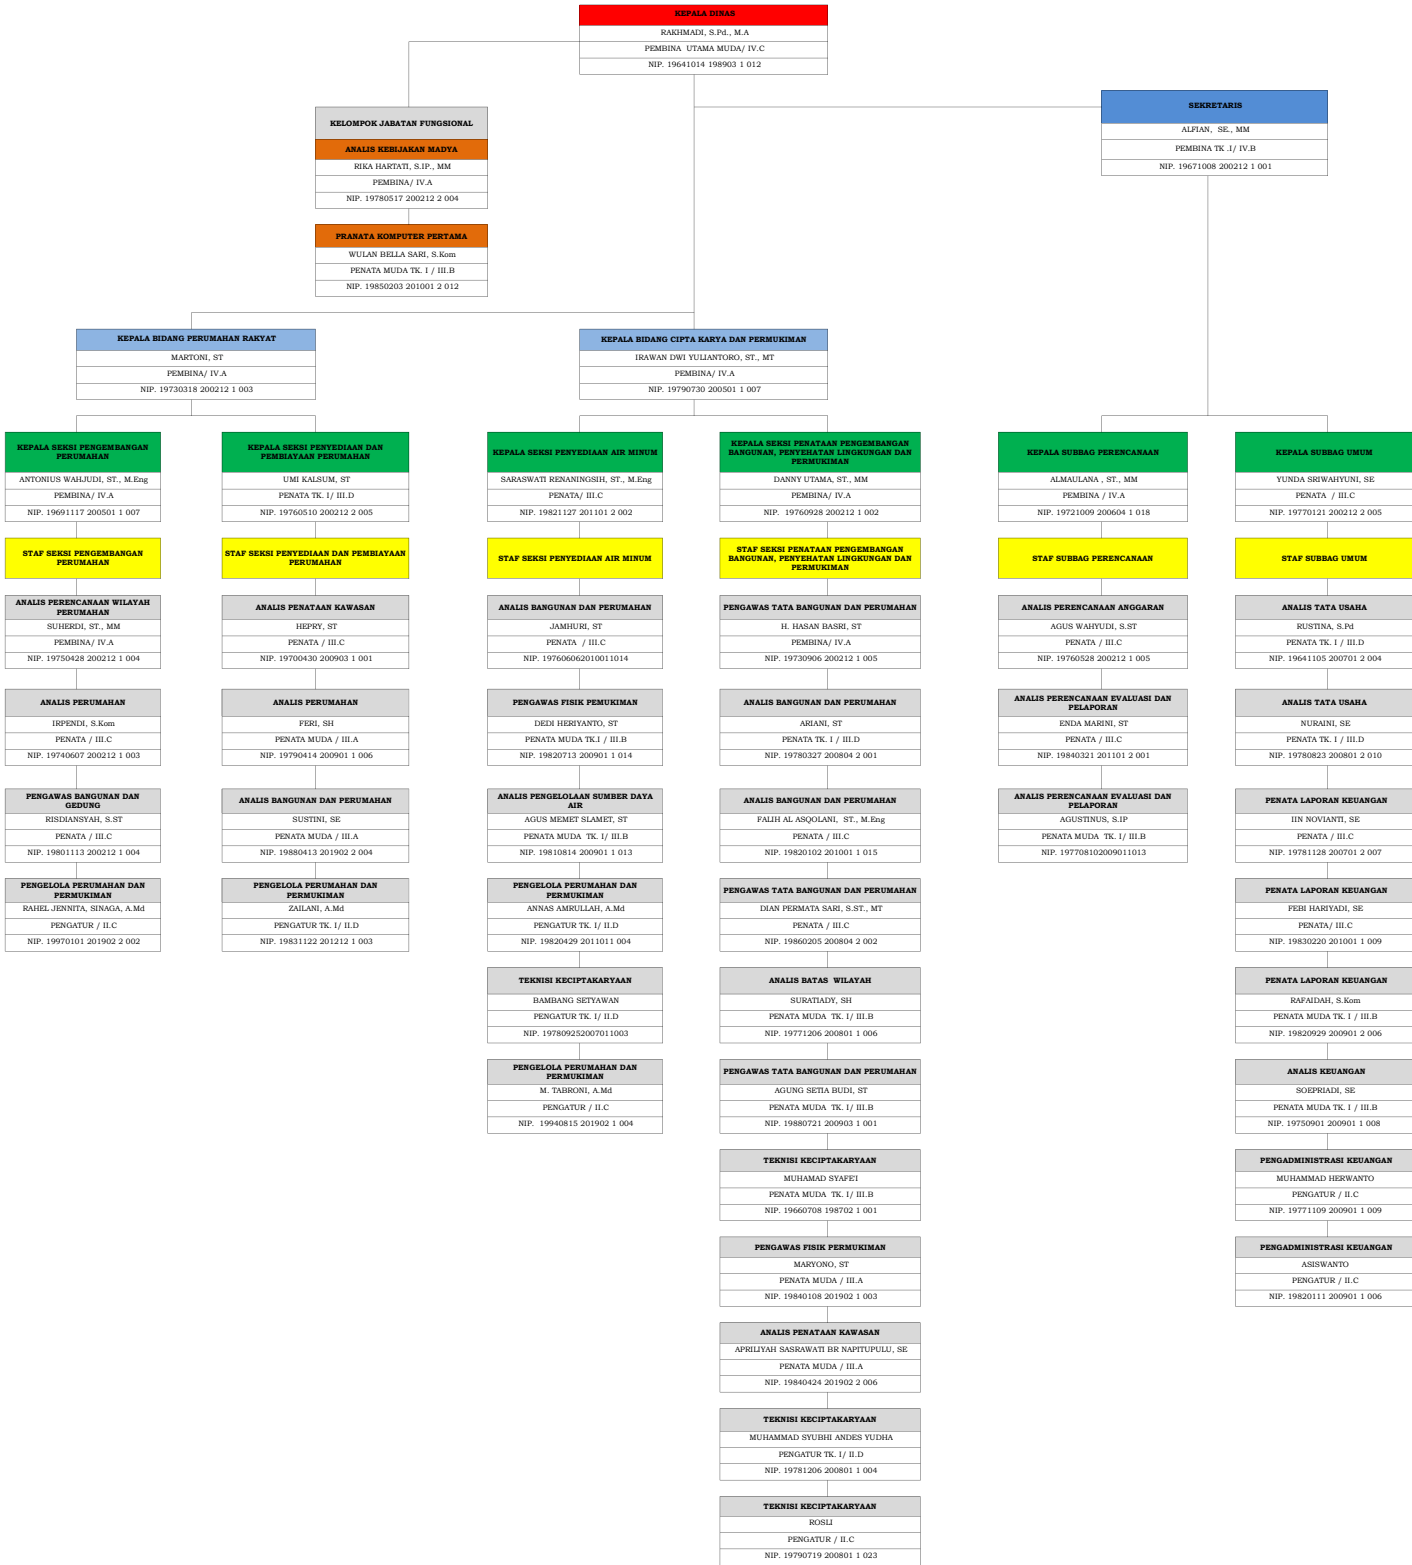 KEPALA DINAS
RAKHMADI, S.Pd., M.A
PEMBINA  UTAMA MUDA/ IV.C
NIP. 19641014 198903 1 012
SEKRETARIS
ALFIAN,  SE., MM
PEMBINA TK .I/ IV.B
NIP. 19671008 200212 1 001
KELOMPOK JABATAN FUNGSIONAL
ANALIS KEBIJAKAN MADYA
RIKA HARTATI, S.IP., MM
PEMBINA/ IV.A
NIP. 19780517 200212 2 004
PRANATA KOMPUTER PERTAMA
WULAN BELLA SARI, S.Kom
PENATA MUDA TK. I / III.B
NIP. 19850203 201001 2 012
KEPALA BIDANG PERUMAHAN RAKYAT
MARTONI, ST
PEMBINA/ IV.A
NIP. 19730318 200212 1 003
KEPALA BIDANG CIPTA KARYA DAN PERMUKIMAN
IRAWAN DWI YULIANTORO, ST., MT
PEMBINA/ IV.A
NIP. 19790730 200501 1 007
KEPALA SEKSI PENGEMBANGAN
PERUMAHAN
ANTONIUS WAHJUDI, ST., M.Eng
PEMBINA/ IV.A
NIP. 19691117 200501 1 007
STAF SEKSI PENGEMBANGAN
PERUMAHAN
ANALIS PERENCANAAN WILAYAH
PERUMAHAN
SUHERDI, ST., MM
PEMBINA/ IV.A
NIP. 19750428 200212 1 004
ANALIS PERUMAHAN
IRPENDI, S.Kom
PENATA / III.C
NIP. 19740607 200212 1 003
PENGAWAS BANGUNAN DAN
GEDUNG
RISDIANSYAH, S.ST
PENATA / III.C
NIP. 19801113 200212 1 004
PENGELOLA PERUMAHAN DAN
PERMUKIMAN
RAHEL JENNITA, SINAGA, A.Md
PENGATUR / II.C
NIP. 19970101 201902 2 002
KEPALA SEKSI PENYEDIAAN DAN
PEMBIAYAAN PERUMAHAN
UMI KALSUM, ST
PENATA TK. I/ III.D
NIP. 19760510 200212 2 005
STAF SEKSI PENYEDIAAN DAN PEMBIAYAAN
PERUMAHAN
ANALIS PENATAAN KAWASAN
HEPRY, ST
PENATA / III.C
NIP. 19700430 200903 1 001
ANALIS PERUMAHAN
FERI, SH
PENATA MUDA / III.A
NIP. 19790414 200901 1 006
ANALIS BANGUNAN DAN PERUMAHAN
SUSTINI, SE
PENATA MUDA / III.A
NIP. 19880413 201902 2 004
PENGELOLA PERUMAHAN DAN
PERMUKIMAN
ZAILANI, A.Md
PENGATUR TK. I/ II.D
NIP. 19831122 201212 1 003
KEPALA SEKSI PENYEDIAAN AIR MINUM
SARASWATI RENANINGSIH, ST., M.Eng
PENATA/ III.C
NIP. 19821127 201101 2 002
STAF SEKSI PENYEDIAAN AIR MINUM
ANALIS BANGUNAN DAN PERUMAHAN
JAMHURI, ST
PENATA  / III.C
NIP. 197606062010011014
PENGAWAS FISIK PEMUKIMAN
DEDI HERIYANTO, ST
PENATA MUDA TK.I / III.B
NIP. 19820713 200901 1 014
ANALIS PENGELOLAAN SUMBER DAYA
AIR
AGUS MEMET SLAMET, ST
PENATA MUDA  TK. I/ III.B
NIP. 19810814 200901 1 013
PENGELOLA PERUMAHAN DAN
PERMUKIMAN
ANNAS AMRULLAH, A.Md
PENGATUR TK. I/ II.D
NIP. 19820429 2011011 004
TEKNISI KECIPTAKARYAAN
BAMBANG SETYAWAN
PENGATUR TK. I/ II.D
NIP. 197809252007011003
PENGELOLA PERUMAHAN DAN
PERMUKIMAN
M. TABRONI, A.Md
PENGATUR / II.C
NIP.  19940815 201902 1 004
KEPALA SEKSI PENATAAN PENGEMBANGAN
BANGUNAN, PENYEHATAN LINGKUNGAN DAN
PERMUKIMAN
DANNY UTAMA, ST., MM
PEMBINA/ IV.A
NIP. 19760928 200212 1 002
STAF SEKSI PENATAAN PENGEMBANGAN
BANGUNAN, PENYEHATAN LINGKUNGAN DAN
PERMUKIMAN
PENGAWAS TATA BANGUNAN DAN PERUMAHAN
H. HASAN BASRI, ST
PEMBINA/ IV.A
NIP. 19730906 200212 1 005
ANALIS BANGUNAN DAN PERUMAHAN
ARIANI, ST
PENATA TK. I / III.D
NIP. 19780327 200804 2 001
ANALIS BANGUNAN DAN PERUMAHAN
FALIH AL ASQOLANI,  ST., M.Eng
PENATA / III.C
NIP. 19820102 201001 1 015
PENGAWAS TATA BANGUNAN DAN PERUMAHAN
DIAN PERMATA SARI, S.ST., MT
PENATA / III.C
NIP. 19860205 200804 2 002
ANALIS BATAS  WILAYAH
SURATIADY, SH
PENATA MUDA  TK. I/ III.B
NIP. 19771206 200801 1 006
PENGAWAS TATA BANGUNAN DAN PERUMAHAN
AGUNG SETIA BUDI, ST
PENATA MUDA  TK. I/ III.B
NIP. 19880721 200903 1 001
TEKNISI KECIPTAKARYAAN
MUHAMAD SYAFE'I
PENATA MUDA  TK. I/ III.B
NIP. 19660708 198702 1 001
PENGAWAS FISIK PERMUKIMAN
MARYONO, ST
PENATA MUDA / III.A
NIP. 19840108 201902 1 003
ANALIS PENATAAN KAWASAN
APRILIYAH SASRAWATI BR NAPITUPULU, SE
PENATA MUDA / III.A
NIP. 19840424 201902 2 006
TEKNISI KECIPTAKARYAAN
MUHAMMAD SYUBHI ANDES YUDHA
PENGATUR TK. I/ II.D
NIP. 19781206 200801 1 004
TEKNISI KECIPTAKARYAAN
ROSLI
PENGATUR / II.C
NIP. 19790719 200801 1 023
KEPALA SUBBAG PERENCANAAN
ALMAULANA , ST., MM
PEMBINA / IV.A
NIP. 19721009 200604 1 018
STAF SUBBAG PERENCANAAN
ANALIS PERENCANAAN ANGGARAN
AGUS WAHYUDI, S.ST
PENATA / III.C
NIP. 19760528 200212 1 005
ANALIS PERENCANAAN EVALUASI DAN
PELAPORAN
ENDA MARINI, ST
PENATA / III.C
NIP. 19840321 201101 2 001
ANALIS PERENCANAAN EVALUASI DAN
PELAPORAN
AGUSTINUS, S.IP
PENATA MUDA  TK. I/ III.B
NIP. 197708102009011013
KEPALA SUBBAG UMUM
YUNDA SRIWAHYUNI, SE
PENATA  / III.C
NIP. 19770121 200212 2 005
STAF SUBBAG UMUM
ANALIS TATA USAHA
RUSTINA, S.Pd
PENATA TK. I / III.D
NIP. 19641105 200701 2 004
ANALIS TATA USAHA
NURAINI, SE
PENATA TK. I / III.D
NIP. 19780823 200801 2 010
PENATA LAPORAN KEUANGAN
IIN NOVIANTI, SE
PENATA / III.C
NIP. 19781128 200701 2 007
PENATA LAPORAN KEUANGAN
FEBI HARIYADI, SE
PENATA/ III.C
NIP. 19830220 201001 1 009
PENATA LAPORAN KEUANGAN
RAFAIDAH, S.Kom
PENATA MUDA TK. I / III.B
NIP. 19820929 200901 2 006
ANALIS KEUANGAN
SOEPRIADI, SE
PENATA MUDA TK. I / III.B
NIP. 19750901 200901 1 008
PENGADMINISTRASI KEUANGAN
MUHAMMAD HERWANTO
PENGATUR / II.C
NIP. 19771109 200901 1 009
PENGADMINISTRASI KEUANGAN
ASISWANTO
PENGATUR / II.C
NIP. 19820111 200901 1 006